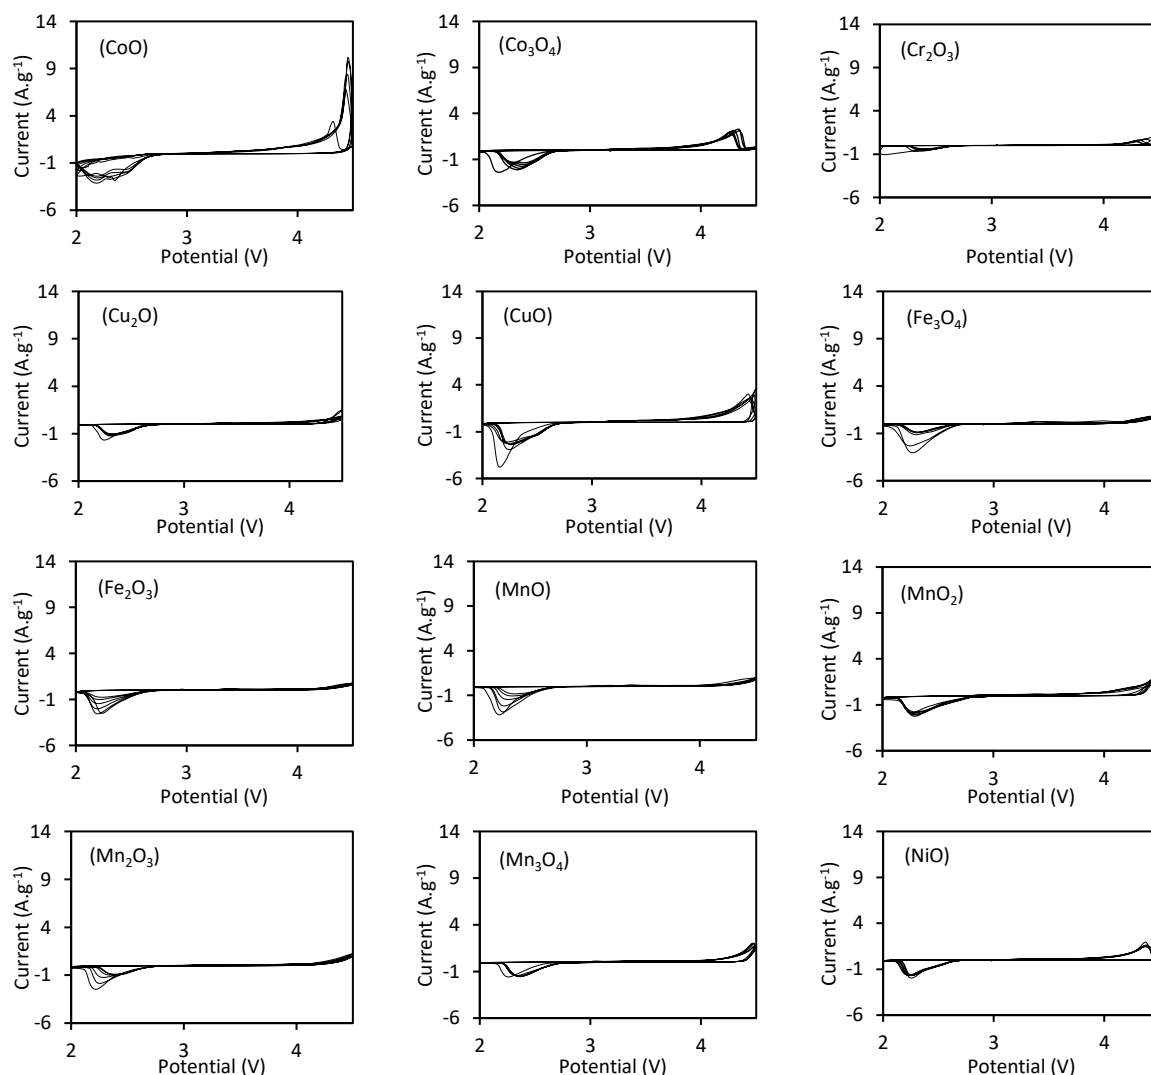 (CoO)
14
9
4
-1
-6
2
3
4
Potential (V)
Current (A.g⁻¹)
(Co₃O₄)
14
9
4
-1
-6
2
3
4
Potential (V)
Current (A.g⁻¹)
(Cr₂O₃)
14
9
4
-1
-6
2
3
4
Potential (V)
Current (A.g⁻¹)
(Cu₂O)
14
9
4
-1
-6
2
3
4
Potential (V)
Current (A.g⁻¹)
(CuO)
14
9
4
-1
-6
2
3
4
Potential (V)
Current (A.g⁻¹)
(Fe₃O₄)
14
9
4
-1
-6
2
3
4
Potential (V)
Current (A.g⁻¹)
(Fe₂O₃)
14
9
4
-1
-6
2
3
4
Potential (V)
Current (A.g⁻¹)
(MnO)
14
9
4
-1
-6
2
3
4
Potential (V)
Current (A.g⁻¹)
(MnO₂)
14
9
4
-1
-6
2
3
4
Potential (V)
Current (A.g⁻¹)
(Mn₂O₃)
14
9
4
-1
-6
2
3
4
Potential (V)
Current (A.g⁻¹)
(Mn₃O₄)
14
9
4
-1
-6
2
3
4
Potential (V)
Current (A.g⁻¹)
(NiO)
14
9
4
-1
-6
2
3
4
Potential (V)
Current (A.g⁻¹)